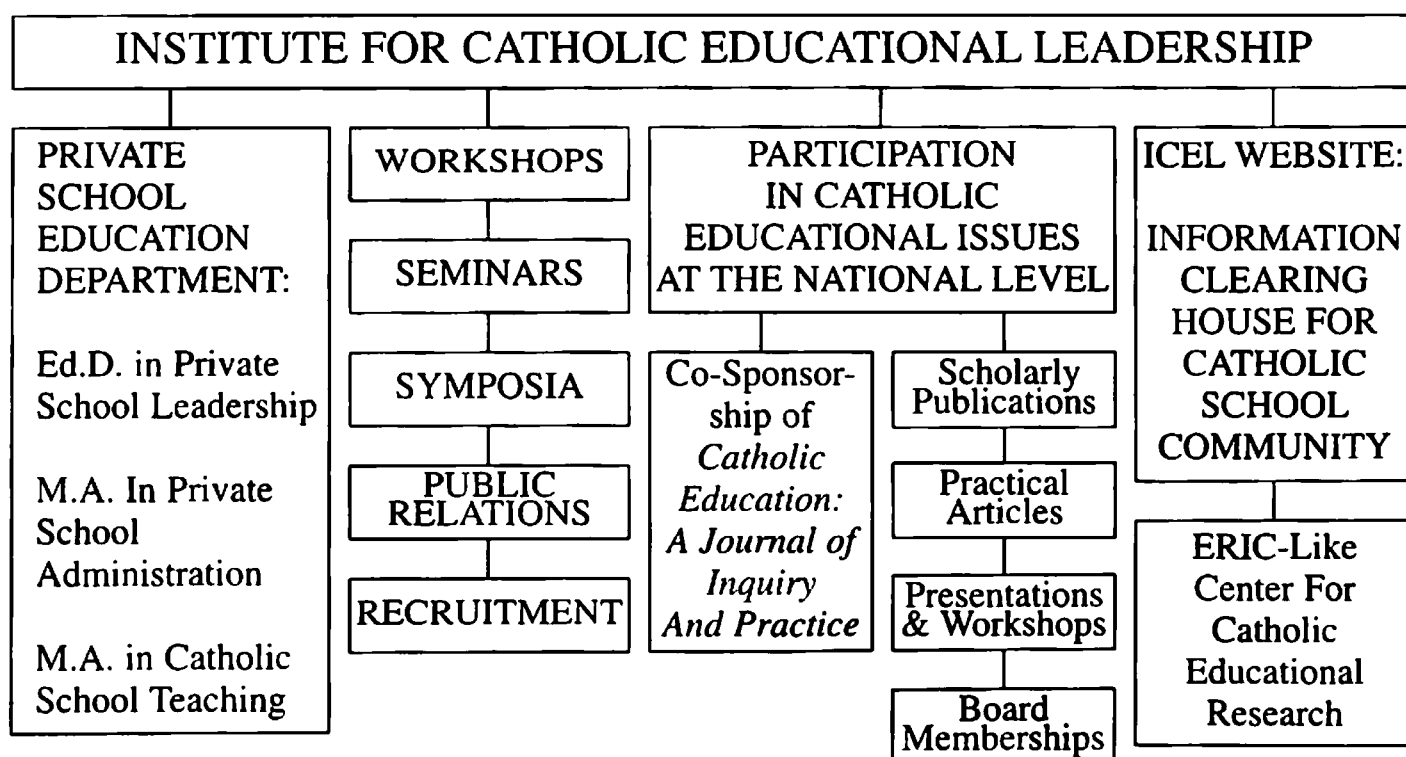 INSTITUTE FOR CATHOLIC EDUCATIONAL LEADERSHIP
PRIVATE
SCHOOL
EDUCATION
DEPARTMENT:
Ed.D. in Private
School Leadership
M.A. In Private
School
Administration
M.A. in Catholic
School Teaching
WORKSHOPS
SEMINARS
SYMPOSIA
PUBLIC
RELATIONS
RECRUITMENT
PARTICIPATION
IN CATHOLIC
EDUCATIONAL ISSUES
AT THE NATIONAL LEVEL
Co-Sponsor-
ship of
Catholic
Education:
A Journal of
Inquiry
And Practice
Scholarly
Publications
Practical
Articles
Presentations
& Workshops
Board
Memberships
ICEL WEBSITE:
INFORMATION
CLEARING
HOUSE FOR
CATHOLIC
SCHOOL
COMMUNITY
ERIC-Like
Center For
Catholic
Educational
Research